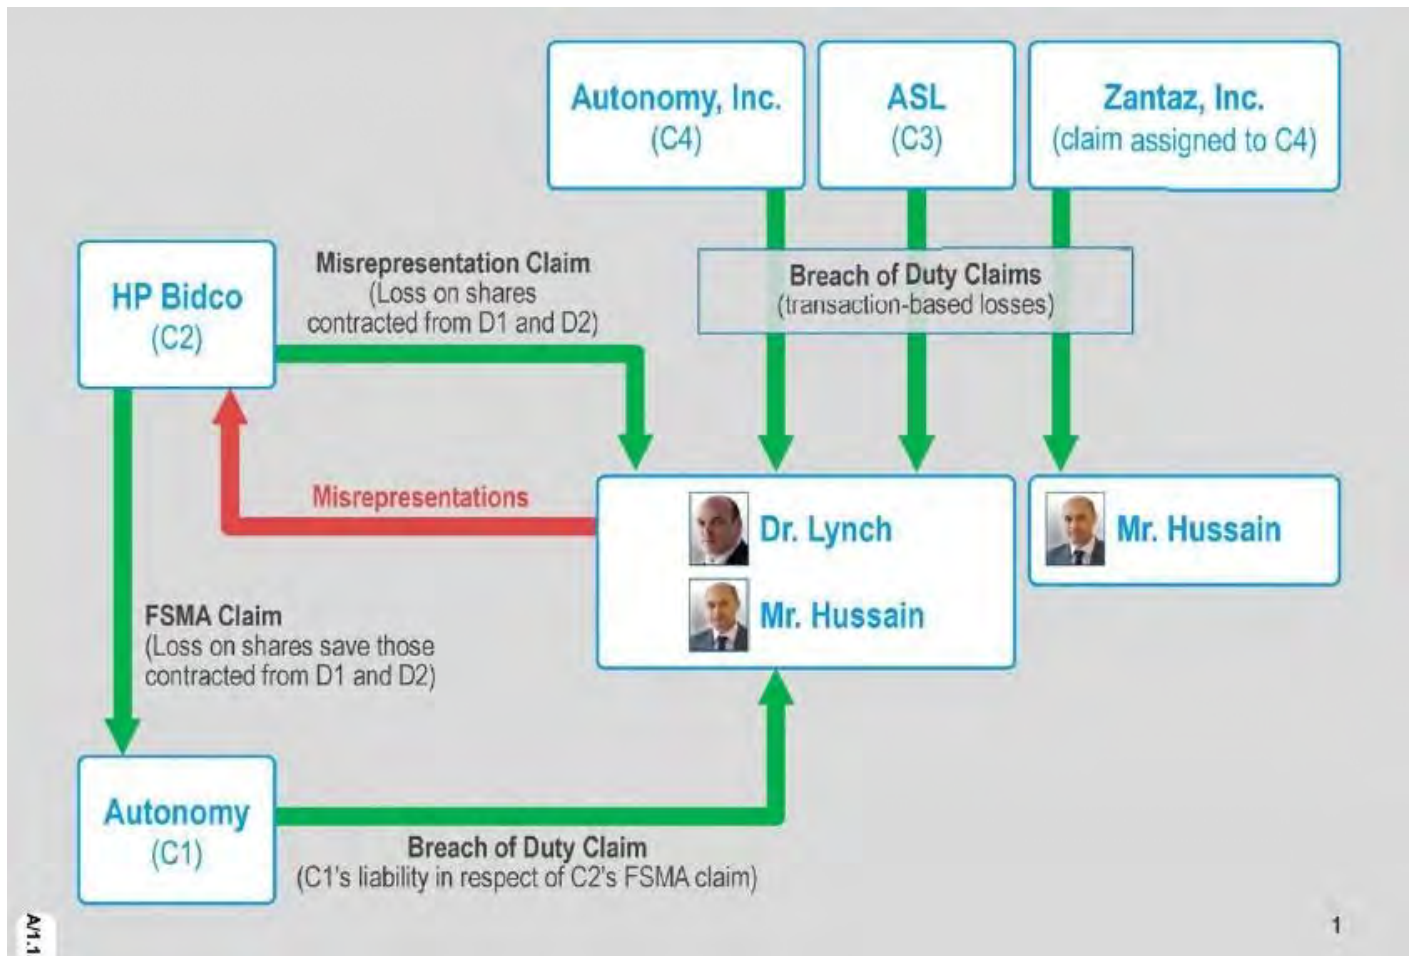 Autonomy, Inc.
(C4)
ASL
(C3)
Zantaz, Inc.
(claim assigned to C4)
HP Bidco
(C2)
Misrepresentation Claim
(Loss on shares
contracted from D1 and D2)
Breach of Duty Claims
(transaction-based losses)
Misrepresentations
Dr. Lynch
Mr. Hussain
Mr. Hussain
FSMA Claim
(Loss on shares save those
contracted from D1 and D2)
Autonomy
(C1)
Breach of Duty Claim
(C1's liability in respect of C2's FSMA claim)
A/1.1
1